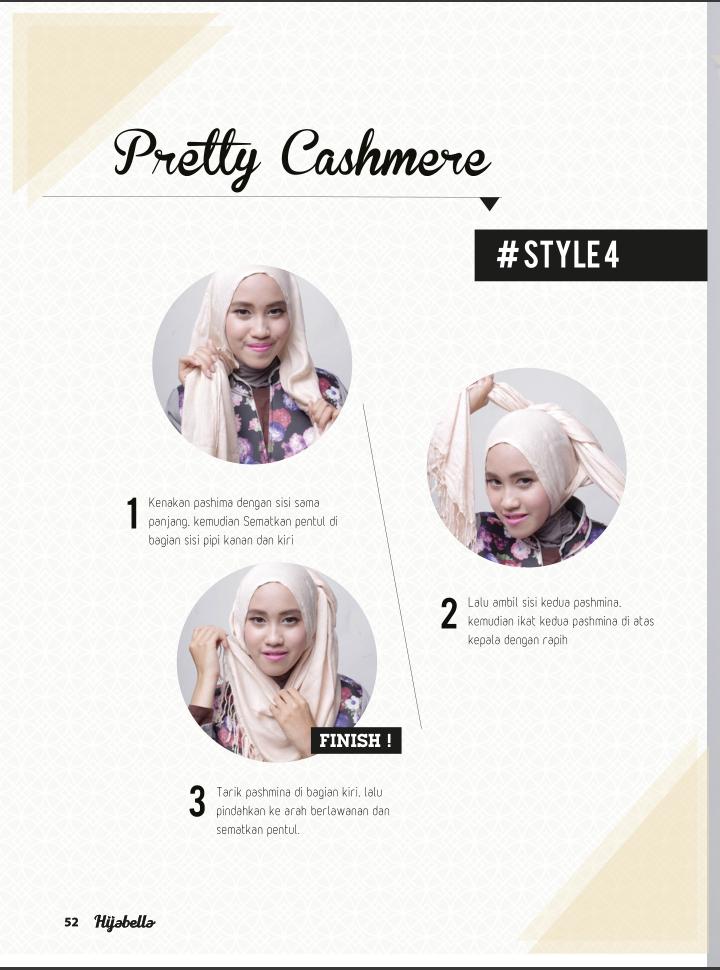 Pretty Cashmere
#STYLE4
1
Kenakan pashima dengan sisi sama
panjang, kemudian Sematkan pentul di
bagian sisi pipi kanan dan kiri
2
Lalu ambil sisi kedua pashmina,
kemudian ikat kedua pashmina di atas
kepala dengan rapih
FINISH !
3
Tarik pashmina di bagian kiri, lalu
pindahkan ke arah berlawanan dan
sematkan pentul.
52 Hijabella